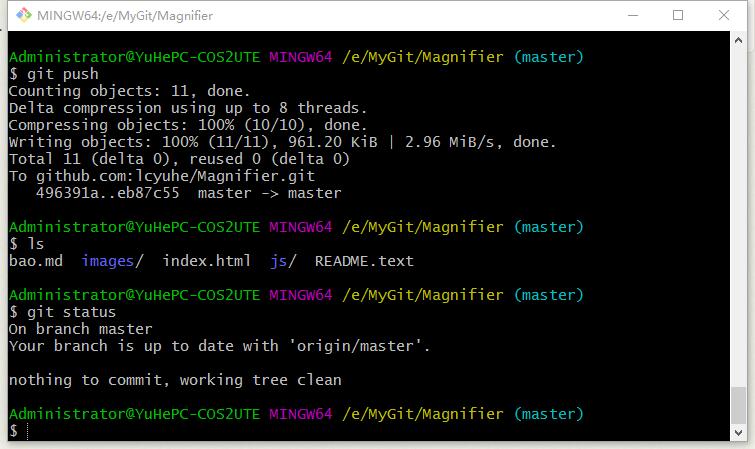 MINGW64:/e/MyGit/Magnifier
Administrator@YuHePC-COS2UTE MINGW64 /e/MyGit/Magnifier (master)
$ git push
Counting objects: 11, done.
Delta compression using up to 8 threads.
Compressing objects: 100% (10/10), done.
Writing objects: 100% (11/11), 961.20 KiB | 2.96 MiB/s, done.
Total 11 (delta 0), reused 0 (delta 0)
To github.com:lcyuhe/Magnifier.git
   496391a..eb87c55  master -> master
Administrator@YuHePC-COS2UTE MINGW64 /e/MyGit/Magnifier (master)
$ ls
bao.md  images/  index.html  js/  README.text
Administrator@YuHePC-COS2UTE MINGW64 /e/MyGit/Magnifier (master)
$ git status
On branch master
Your branch is up to date with 'origin/master'.
nothing to commit, working tree clean
Administrator@YuHePC-COS2UTE MINGW64 /e/MyGit/Magnifier (master)
$